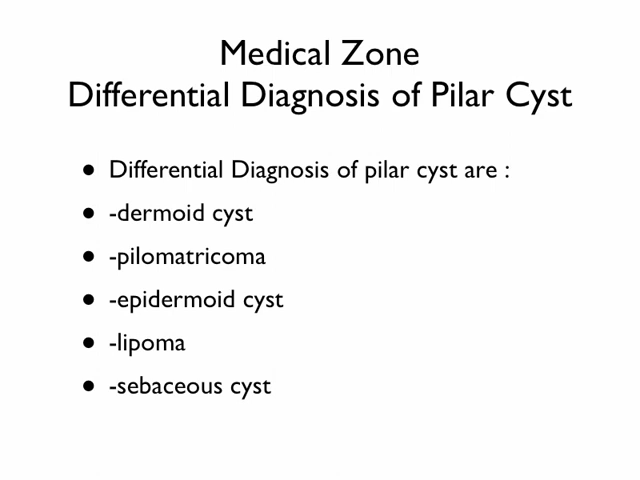 Medical Zone
Differential Diagnosis of Pilar Cyst
• Differential Diagnosis of pilar cyst are :
• -dermoid cyst
• -pilomatricoma
• -epidermoid cyst
• -lipoma
• -sebaceous cyst